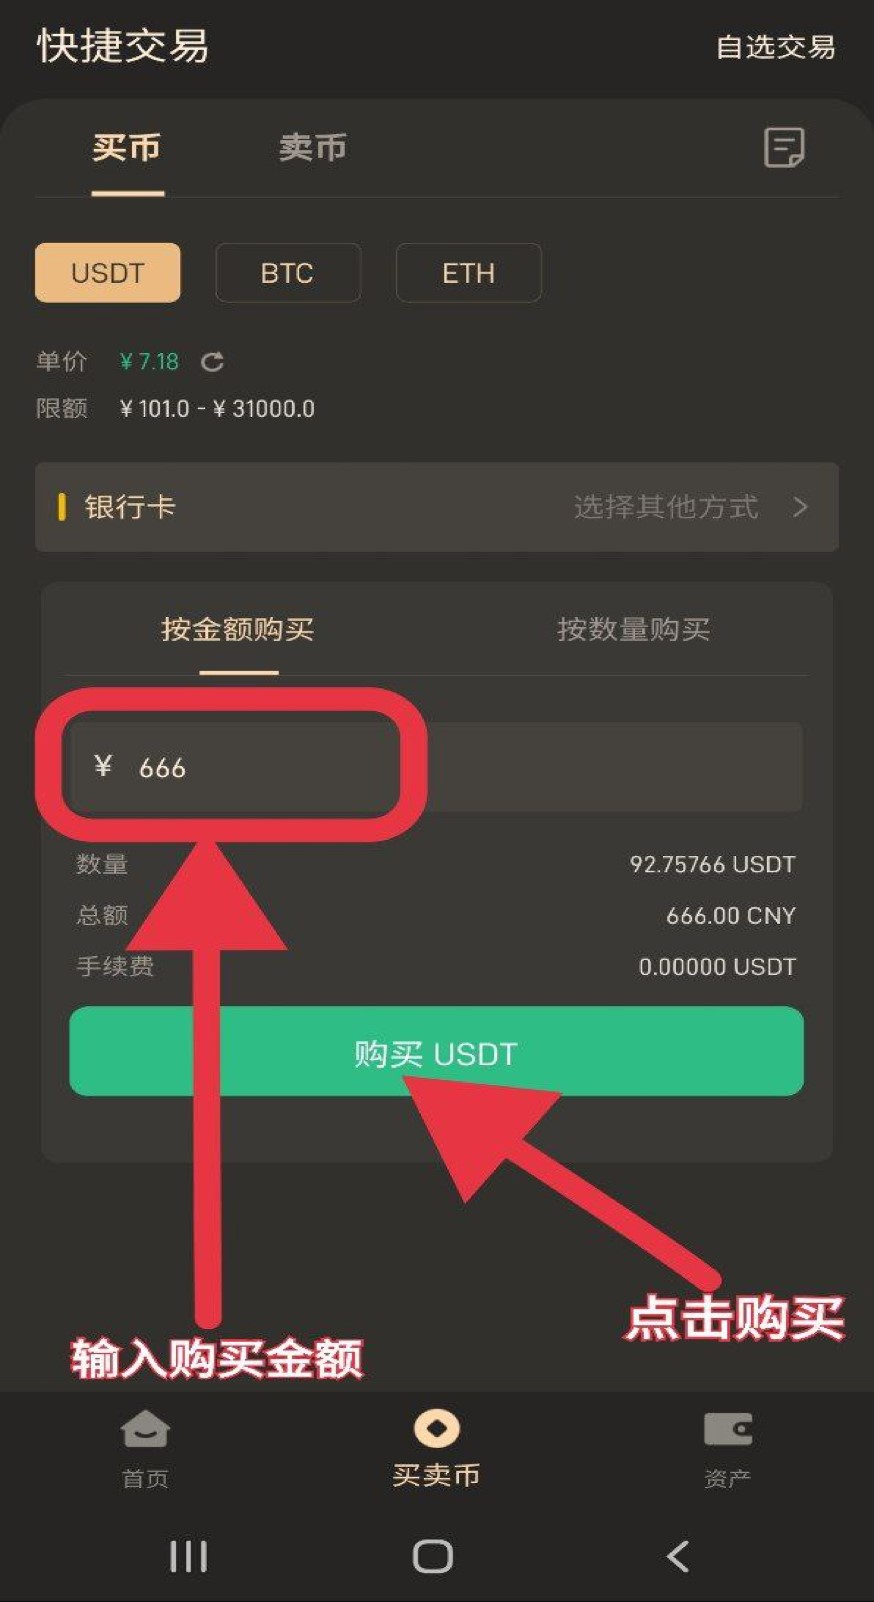 快捷交易
自选交易
买币 卖币
USDT BTC ETH
单价 ¥7.18
限额 ¥101.0 - ¥31000.0
银行卡 选择其他方式 >
按金额购买 按数量购买
¥ 666
数量 92.75766 USDT
总额 666.00 CNY
手续费 0.00000 USDT
购买 USDT
点击购买
输入购买金额
首页 买卖币 资产